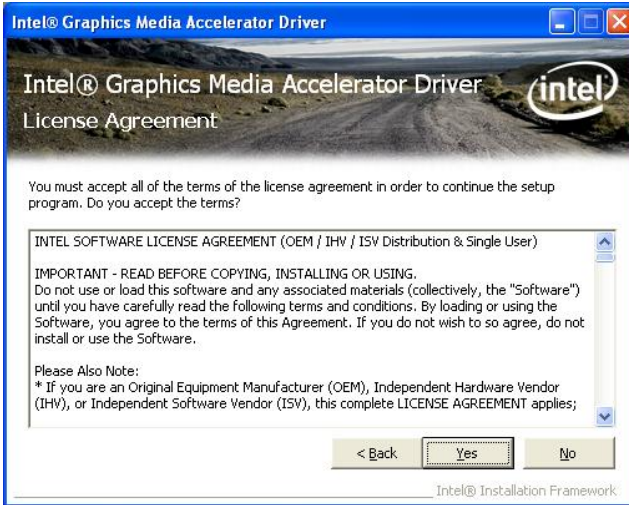 Intel® Graphics Media Accelerator Driver
Intel® Graphics Media Accelerator Driver
intel
License Agreement
You must accept all of the terms of the license agreement in order to continue the setup
program. Do you accept the terms?
INTEL SOFTWARE LICENSE AGREEMENT (OEM / IHV / ISV Distribution & Single User)
IMPORTANT - READ BEFORE COPYING, INSTALLING OR USING.
Do not use or load this software and any associated materials (collectively, the "Software")
until you have carefully read the following terms and conditions. By loading or using the
Software, you agree to the terms of this Agreement. If you do not wish to so agree, do not
install or use the Software.
Please Also Note:
* If you are an Original Equipment Manufacturer (OEM), Independent Hardware Vendor
(IHV), or Independent Software Vendor (ISV), this complete LICENSE AGREEMENT applies;
< Back Yes No
Intel® Installation Framework